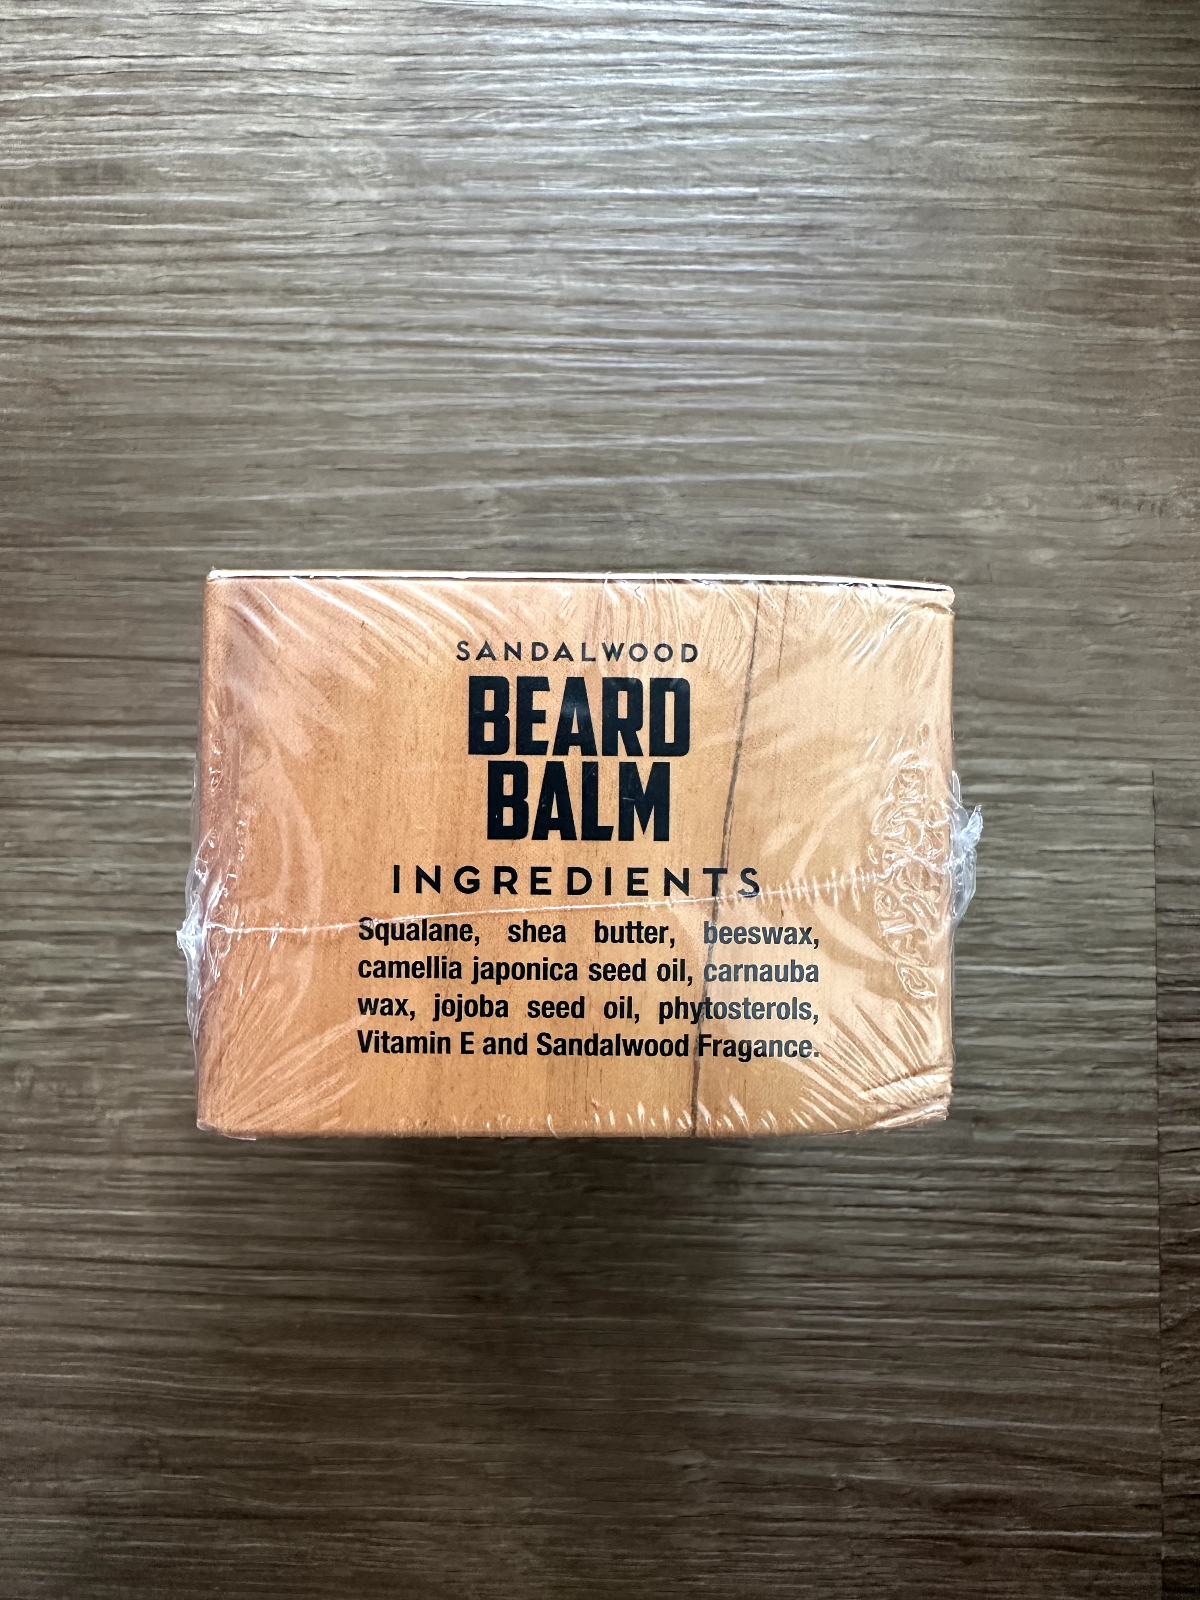 SANDALWOOD
BEARD
BALM
INGREDIENTS
Squalane, shea butter, beeswax,
camellia japonica seed oil, carnauba
wax, jojoba seed oil, phytosterols,
Vitamin E and Sandalwood Fragance.